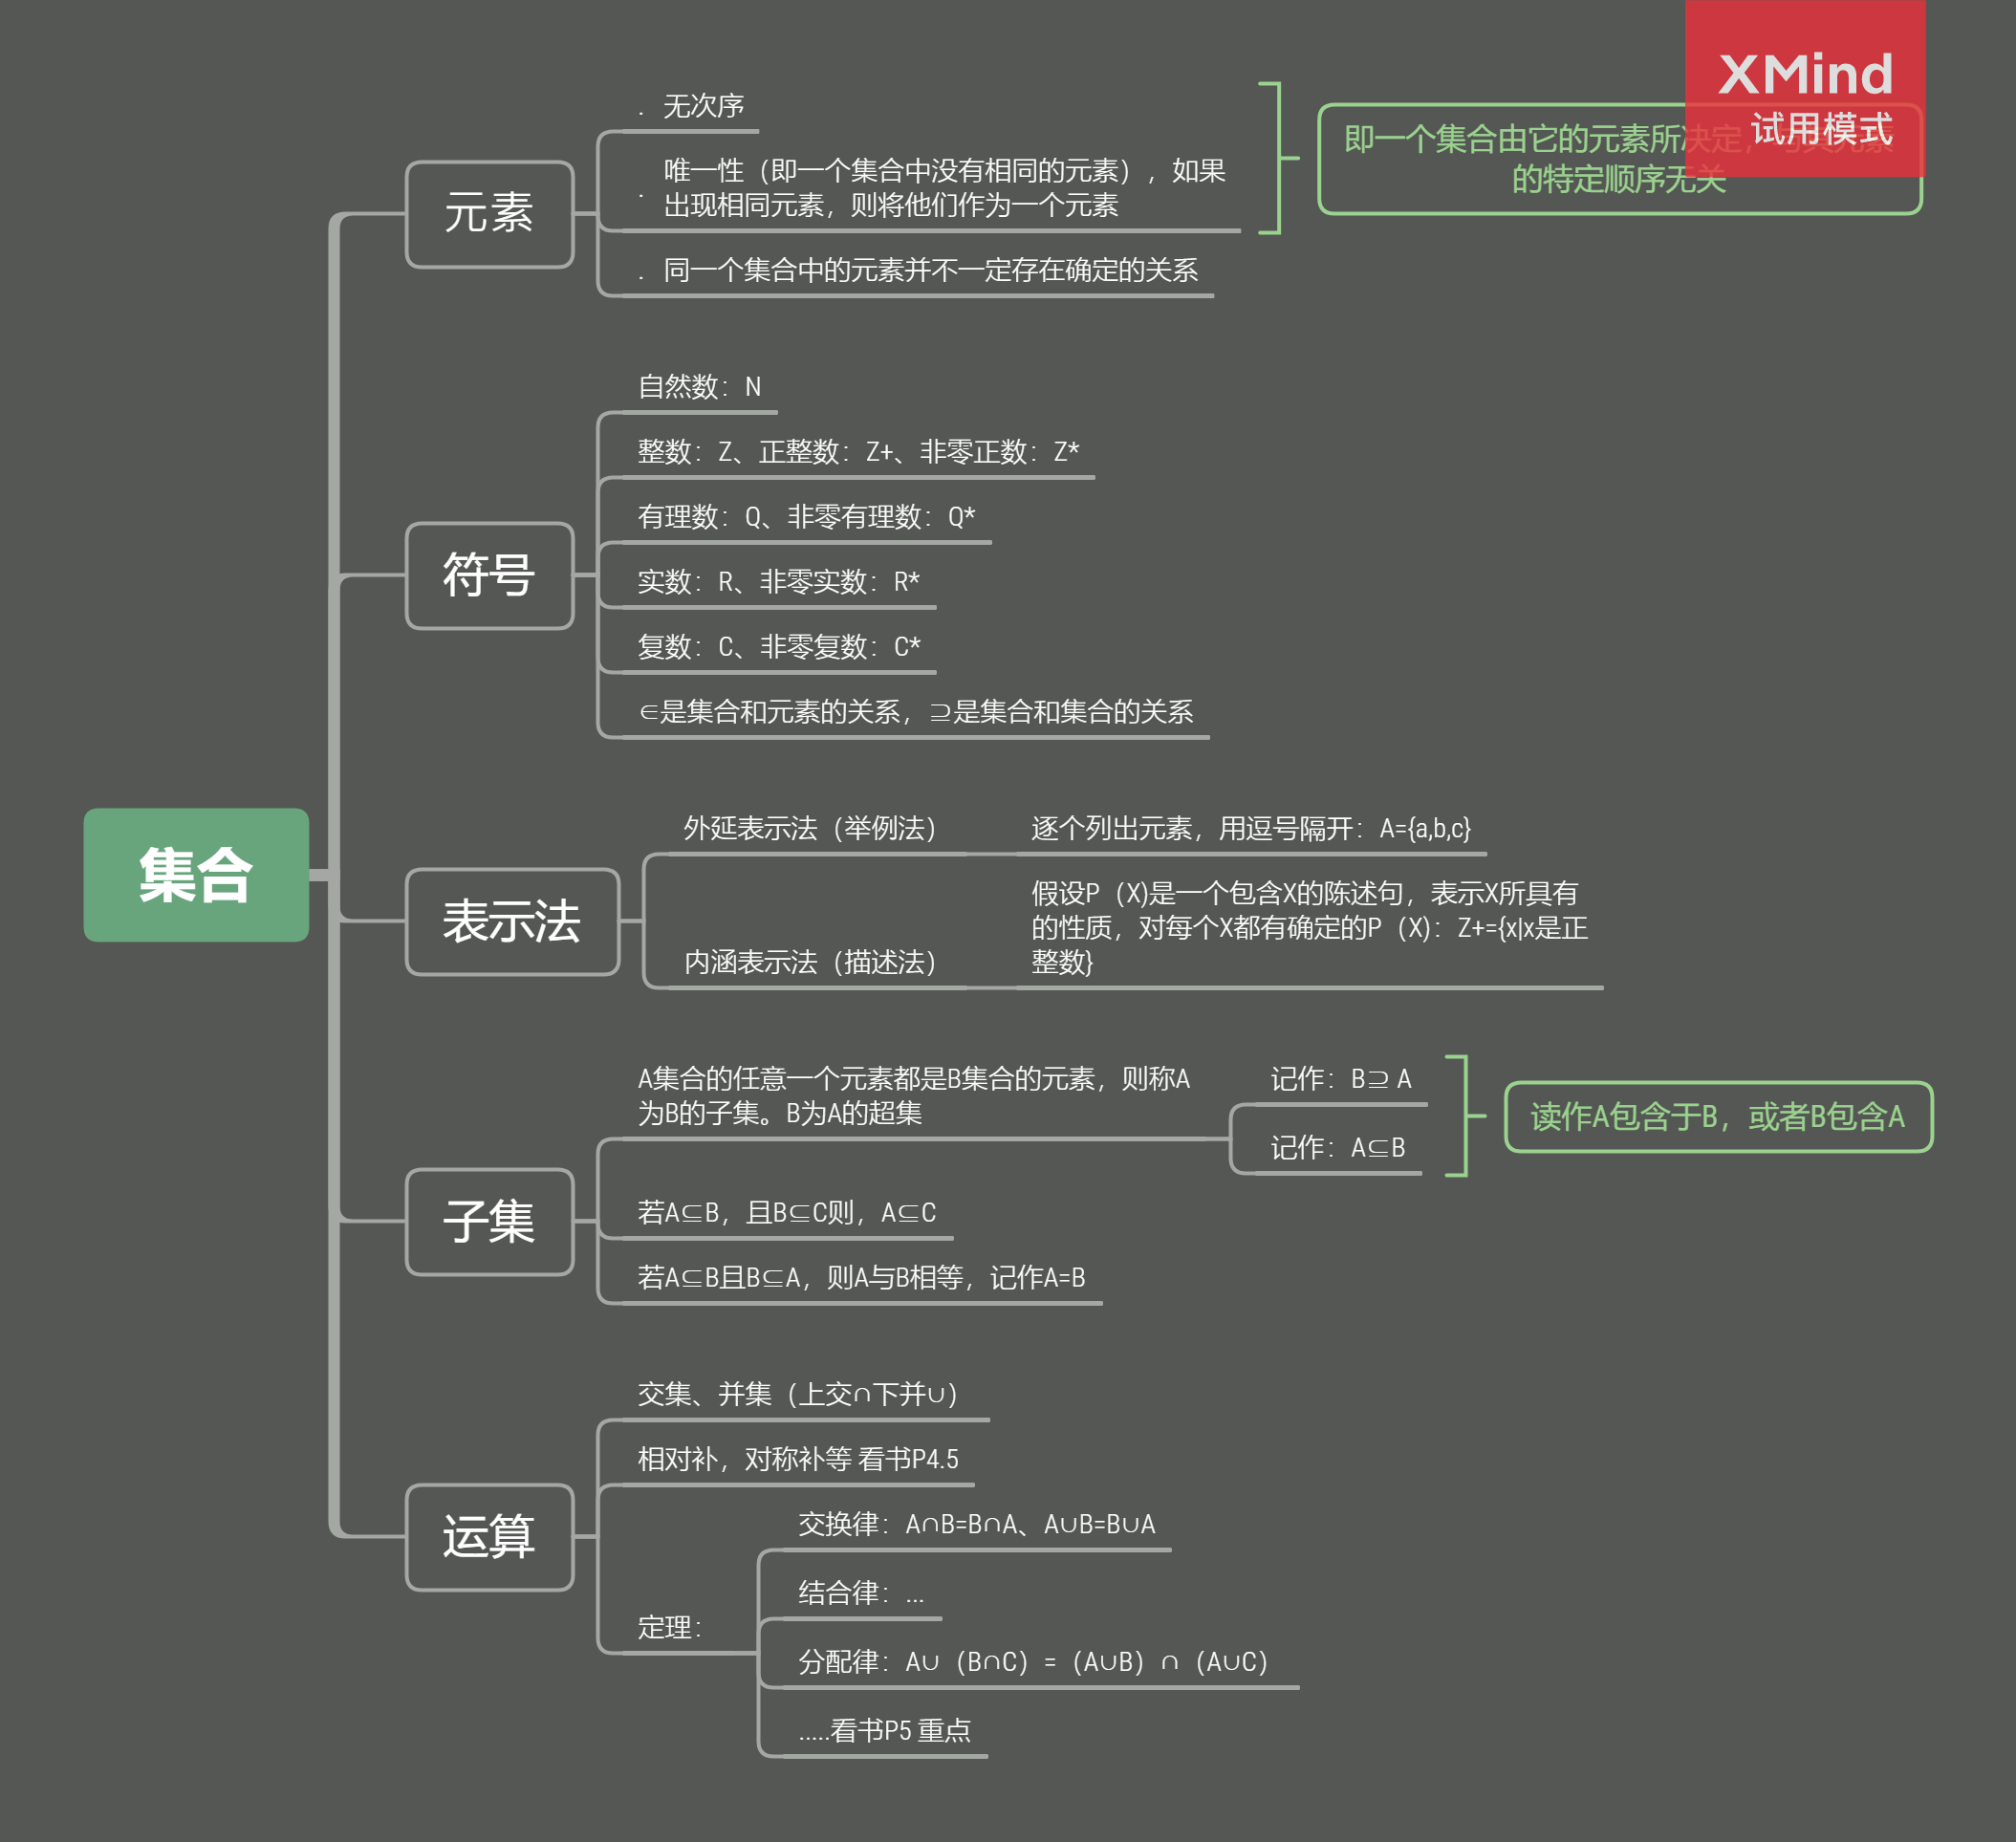 XMind
试用模式
. 无次序
. 唯一性（即一个集合中没有相同的元素），如果
出现相同元素，则将他们作为一个元素
. 同一个集合中的元素并不一定存在确定的关系
即一个集合由它的元素所决定，与其元素
的特定顺序无关
元素
自然数：N
整数：Z、正整数：Z+、非零正数：Z*
有理数：Q、非零有理数：Q*
实数：R、非零实数：R*
复数：C、非零复数：C*
∈是集合和元素的关系，⊇是集合和集合的关系
符号
集合
外延表示法（举例法）
逐个列出元素，用逗号隔开：A={a,b,c}
内涵表示法（描述法）
假设P（X)是一个包含X的陈述句，表示X所具有
的性质，对每个X都有确定的P（X)：Z+={x|x是正
整数}
表示法
A集合的任意一个元素都是B集合的元素，则称A
为B的子集。B为A的超集
记作：B⊇ A
记作：A⊆B
读作A包含于B，或者B包含A
若A⊆B，且B⊆C则，A⊆C
若A⊆B且B⊆A，则A与B相等，记作A=B
子集
交集、并集（上交∩下并∪）
相对补，对称补等 看书P4.5
运算
定理：
交换律：A∩B=B∩A、A∪B=B∪A
结合律：...
分配律：A∪（B∩C）=（A∪B）∩（A∪C）
.....看书P5 重点